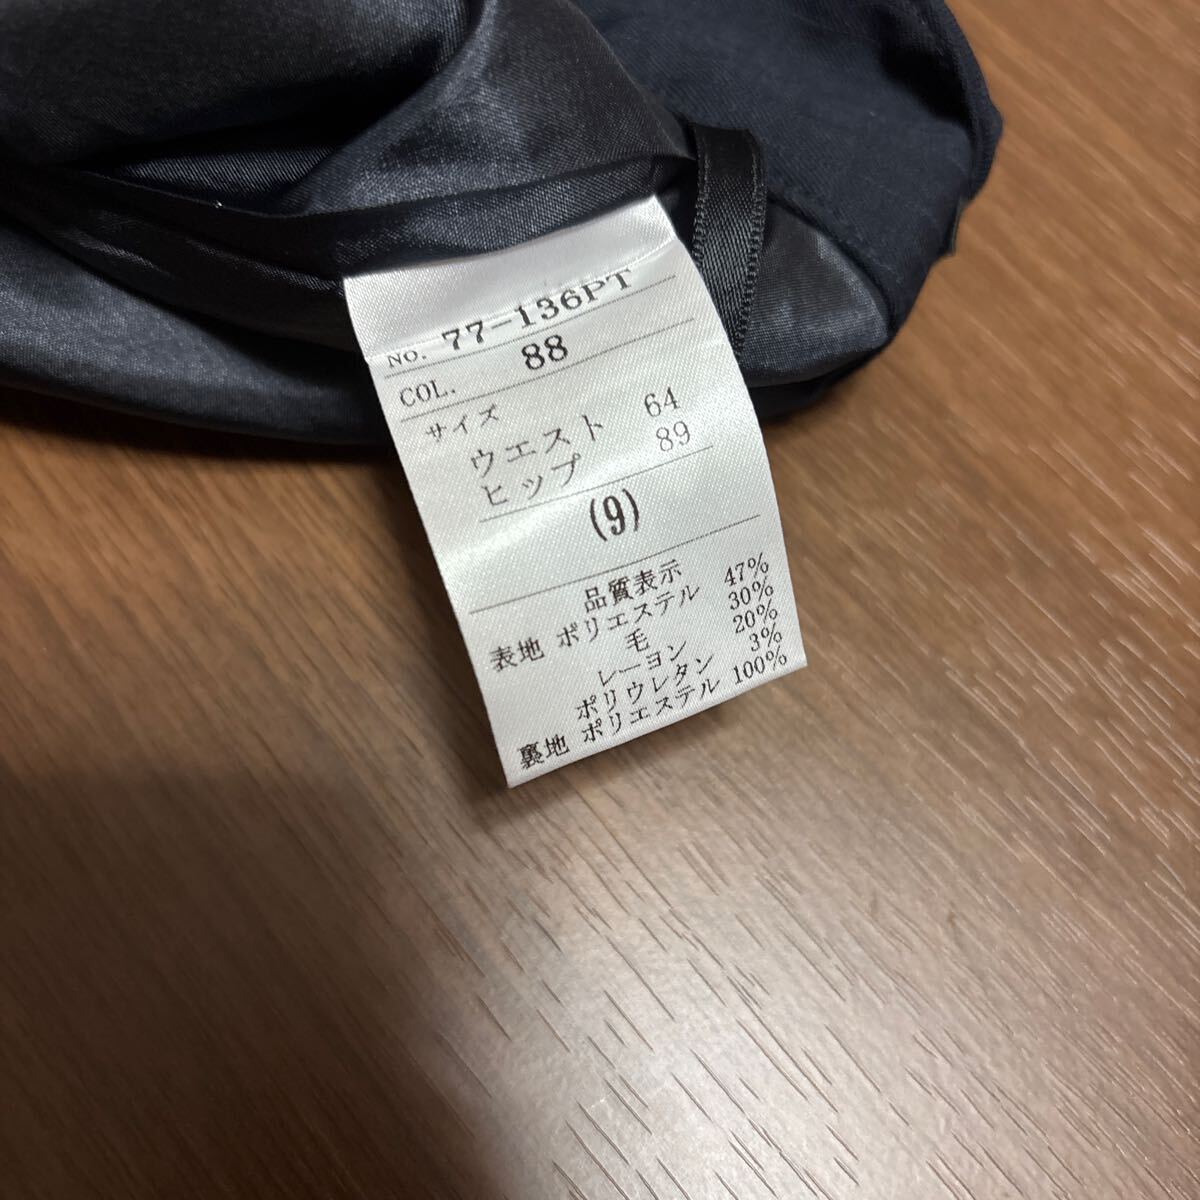 No. 77-136PT
COL. 88
サイズ
ウエスト 64
ヒップ 89
(9)
品質表示
表地 ポリエステル 47%
毛 30%
レーヨン 20%
ポリウレタン 3%
裏地 ポリエステル 100%